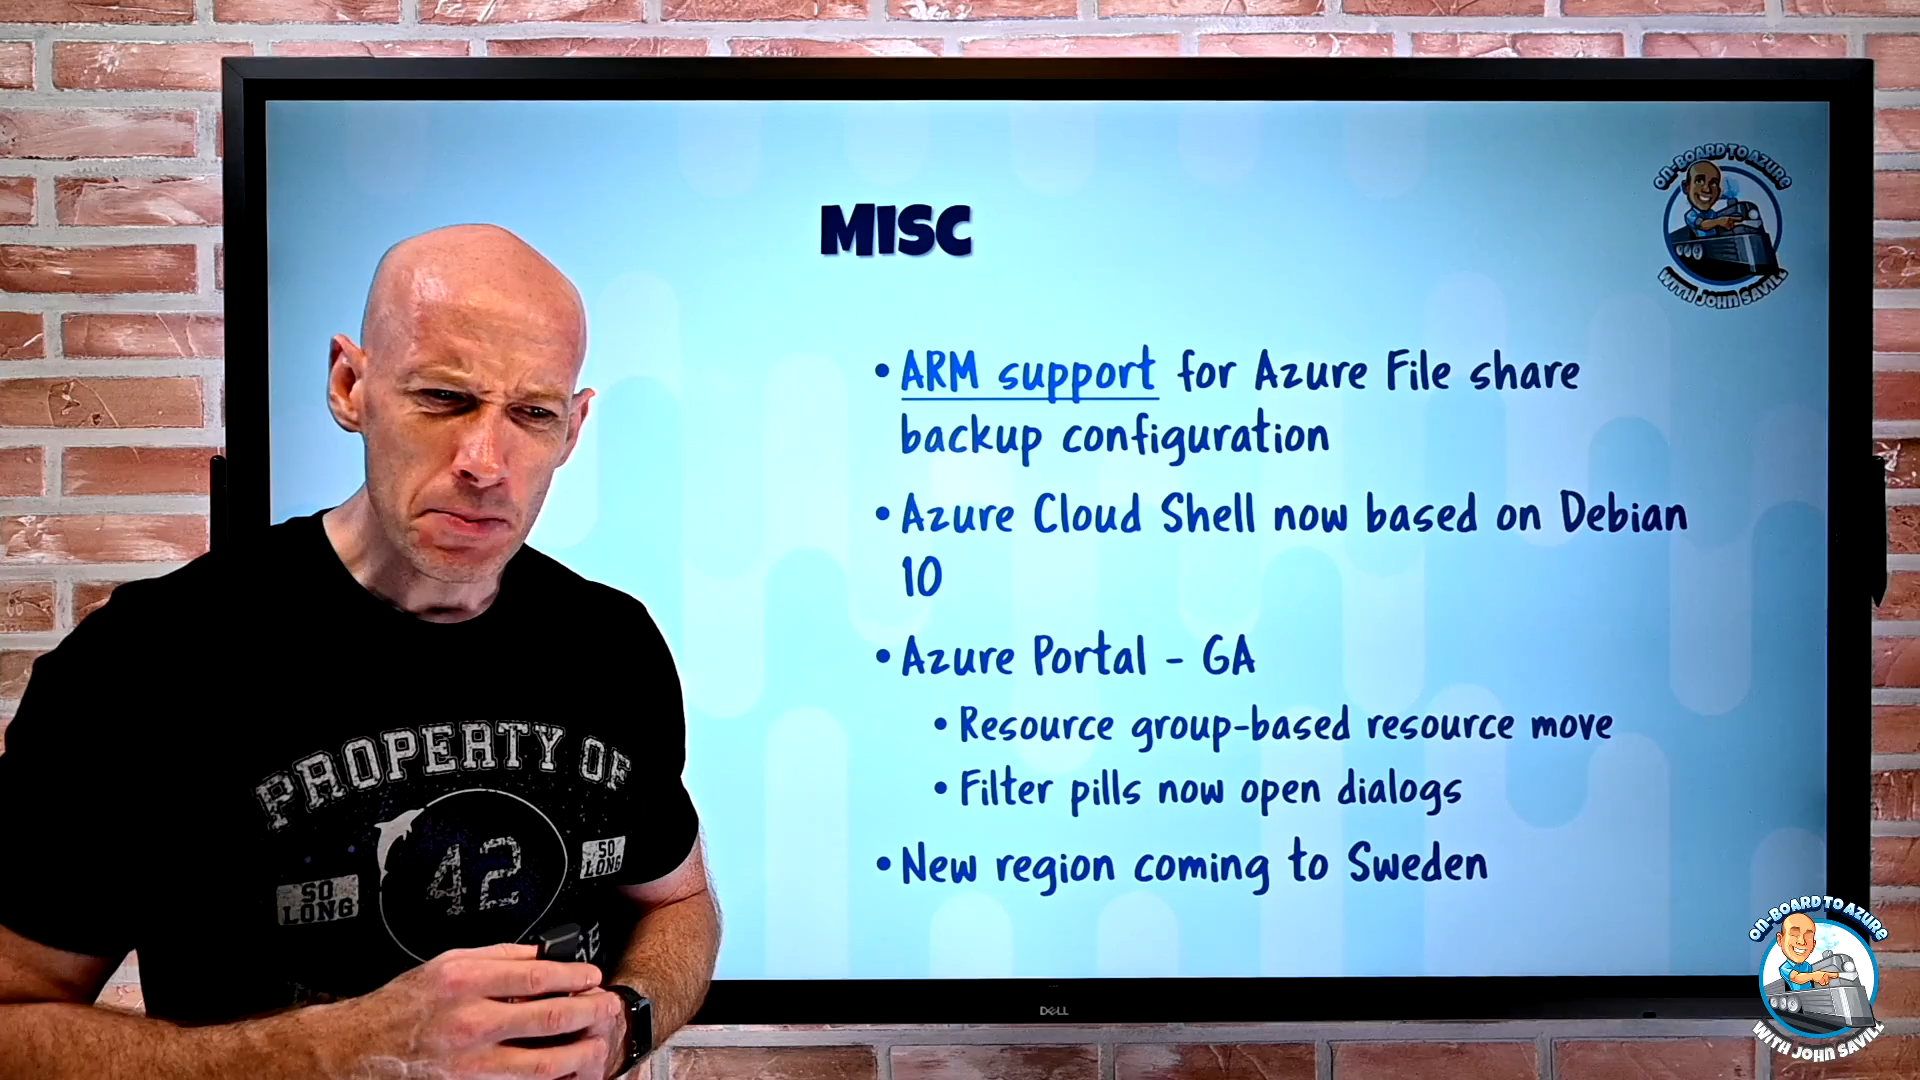 MISC
ON-BOARD TO AZURE
WITH JOHN SAVILL
• ARM support for Azure File share
backup configuration
• Azure Cloud Shell now based on Debian
10
• Azure Portal - GA
• Resource group-based resource move
• Filter pills now open dialogs
• New region coming to Sweden
PROPERTY OF
SO
LONG
42
SO
LONG
DELL
ON-BOARD TO AZURE
WITH JOHN SAVILL